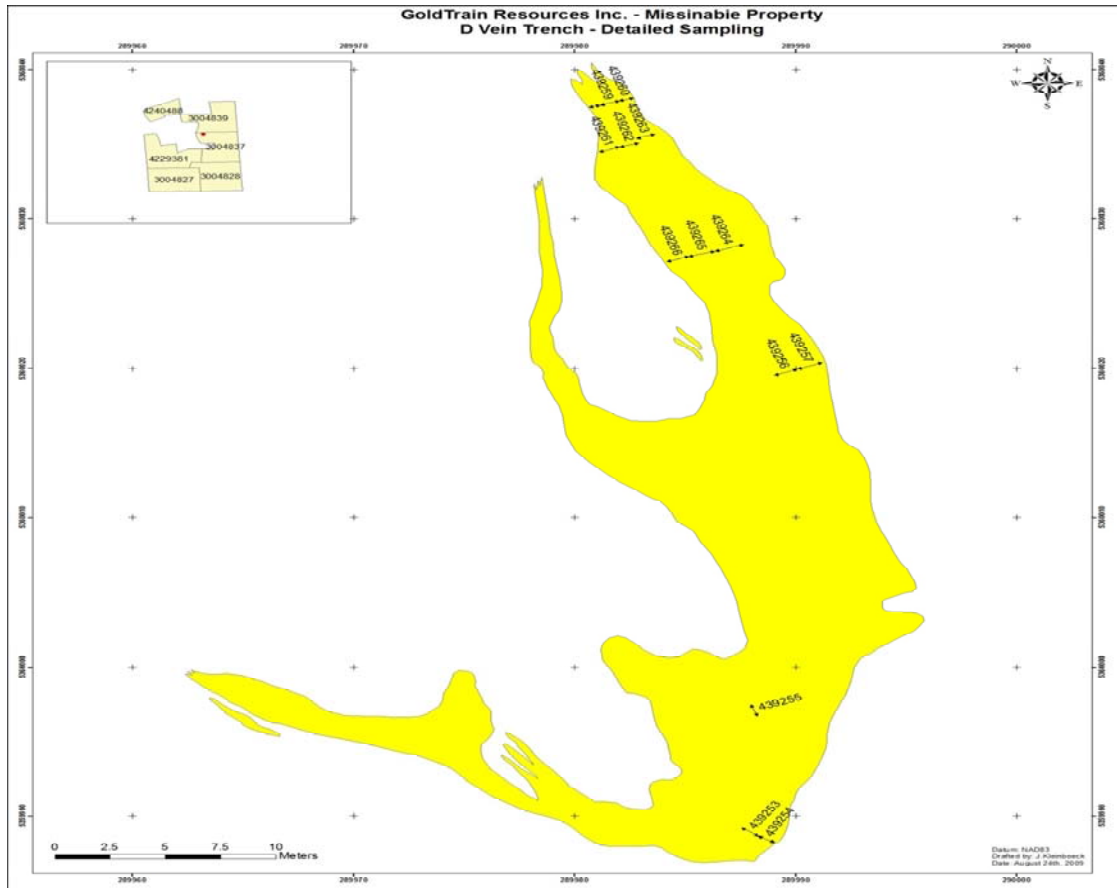 GoldTrain Resources Inc. - Missinabie Property
D Vein Trench - Detailed Sampling
289960 289970 289980 289990 290000
4240488
3004839
3004837
4229381
3004827 3004828
N
W E
S
439259
439260
439261
439262
439263
439266
439265
439264
439256
439257
439255
439253
439254
0 2.5 5 7.5 10
Meters
Datum: NAD83
Drafted by: J. Kleinboeck
Date: August 24th, 2009
289960 289970 289980 289990 290000